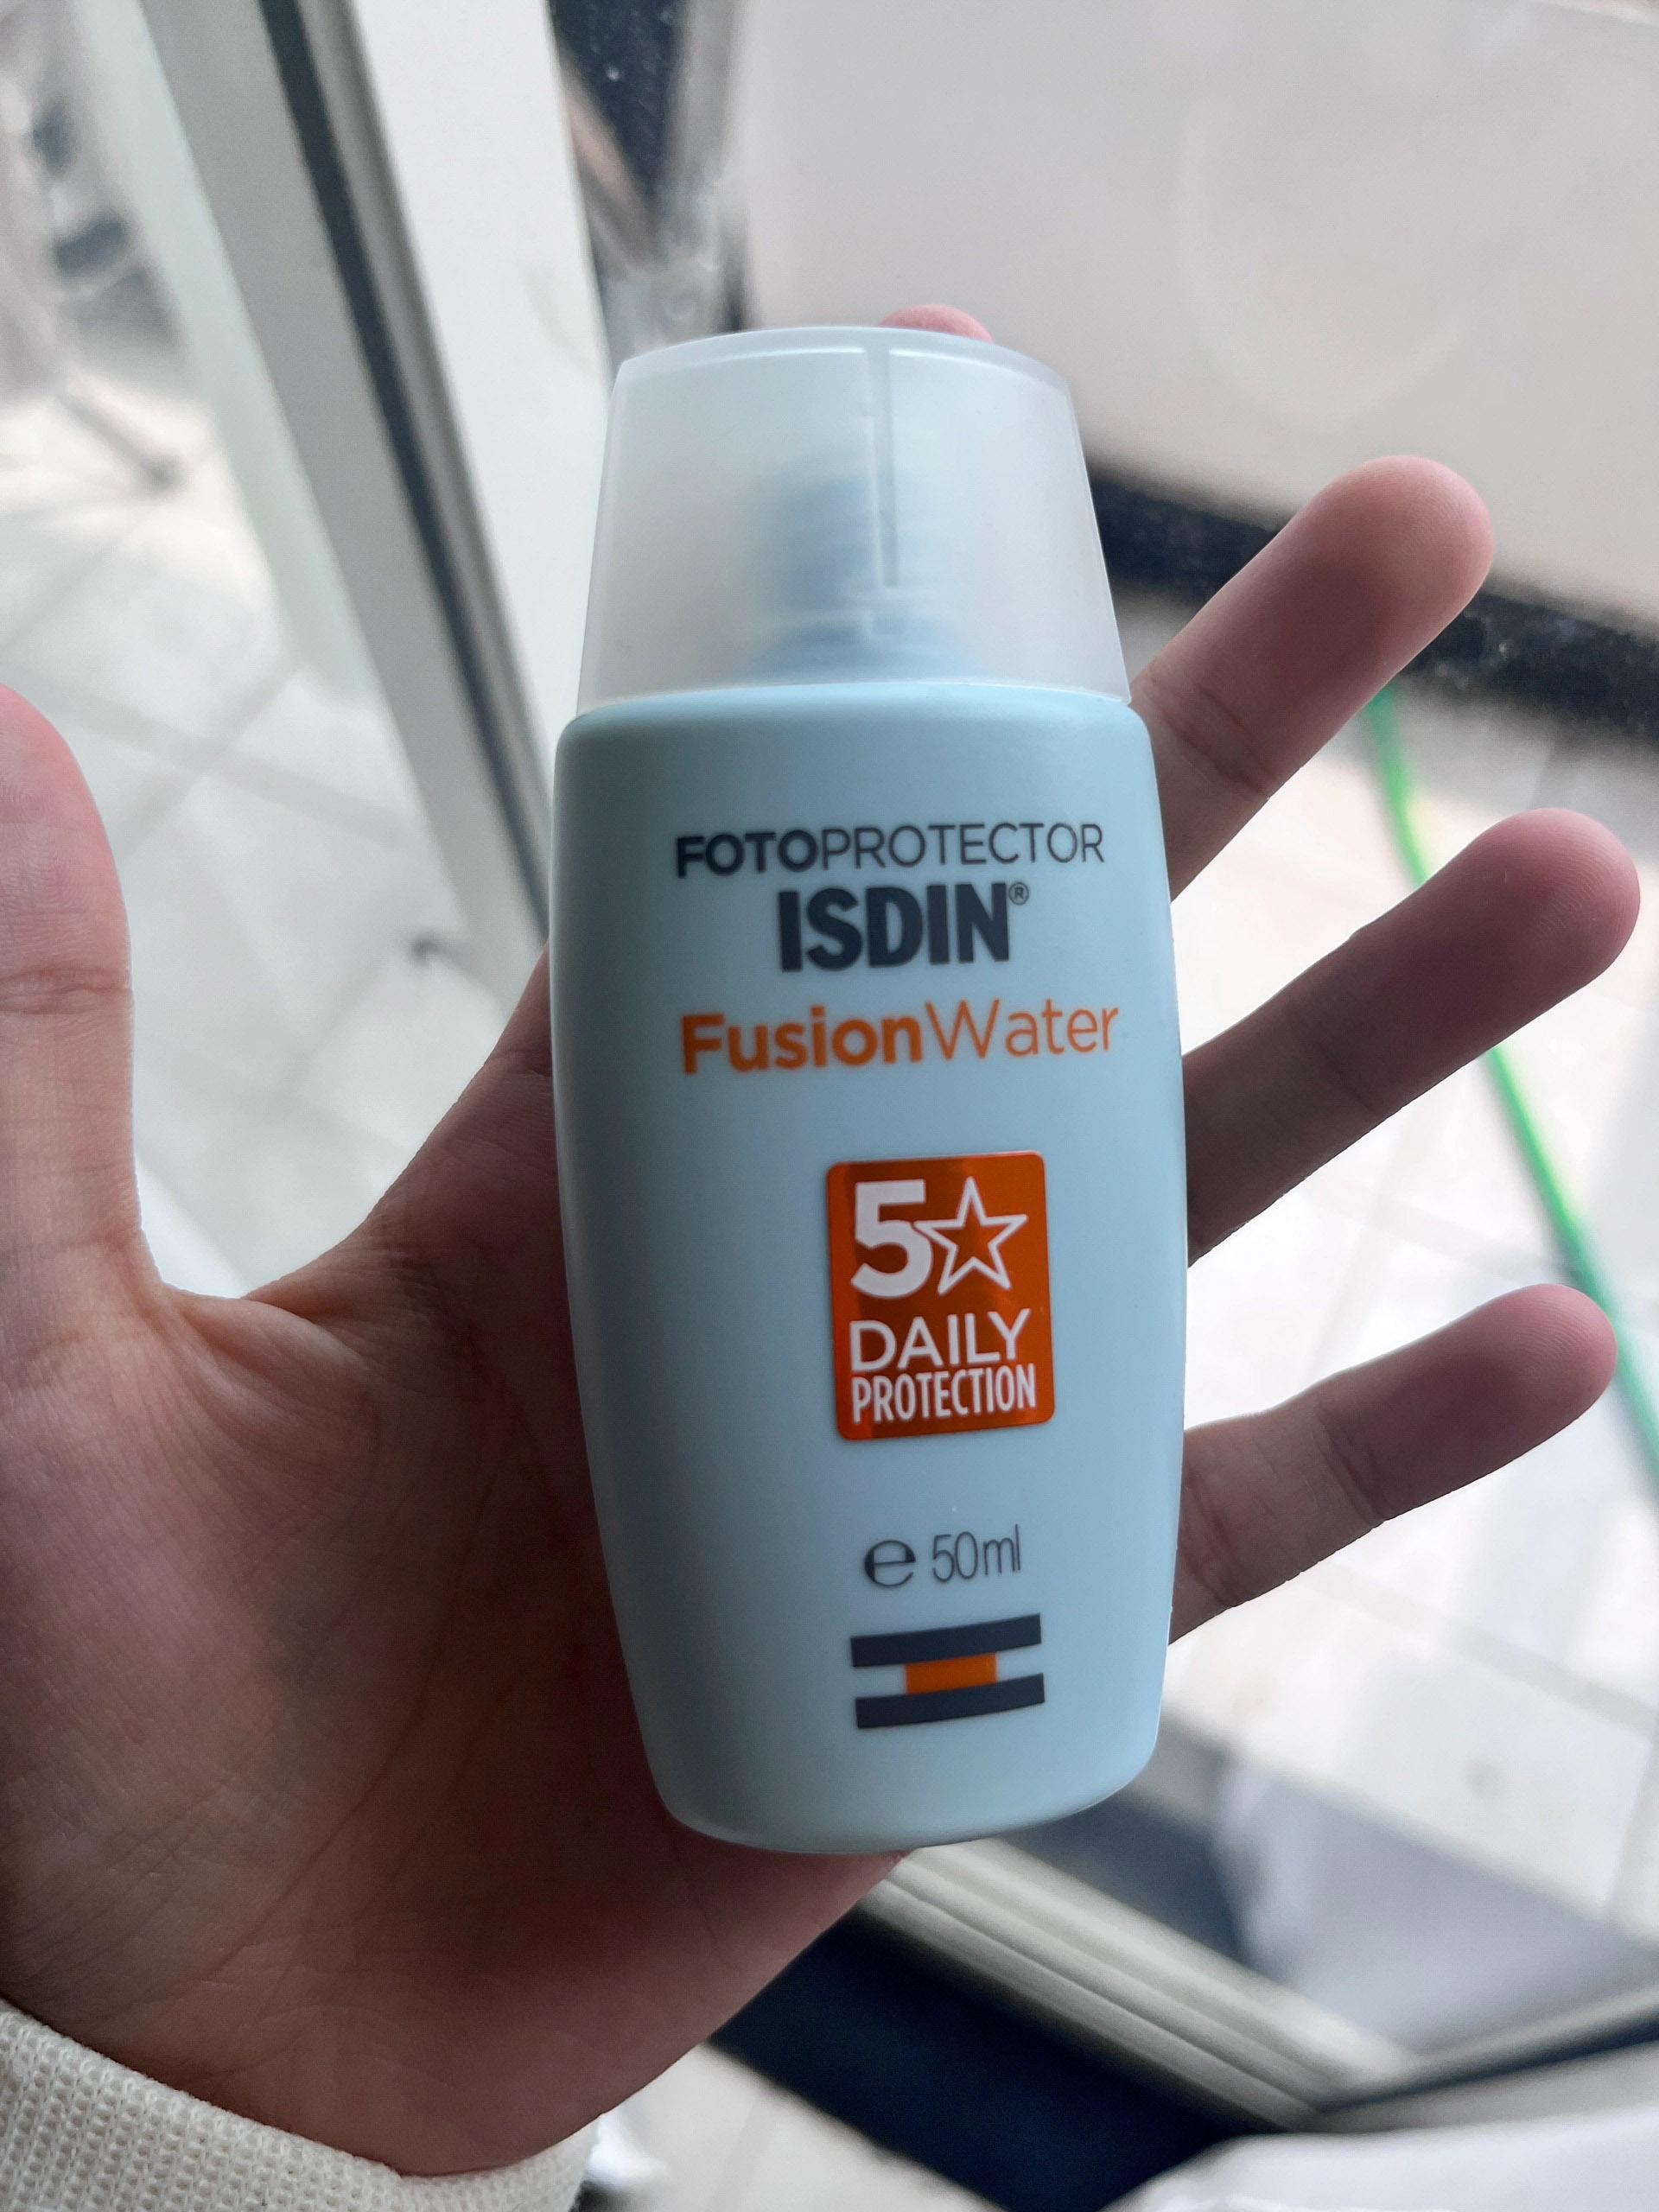 FOTOPROTECTOR
ISDIN®
FusionWater
5☆
DAILY
PROTECTION
℮ 50ml